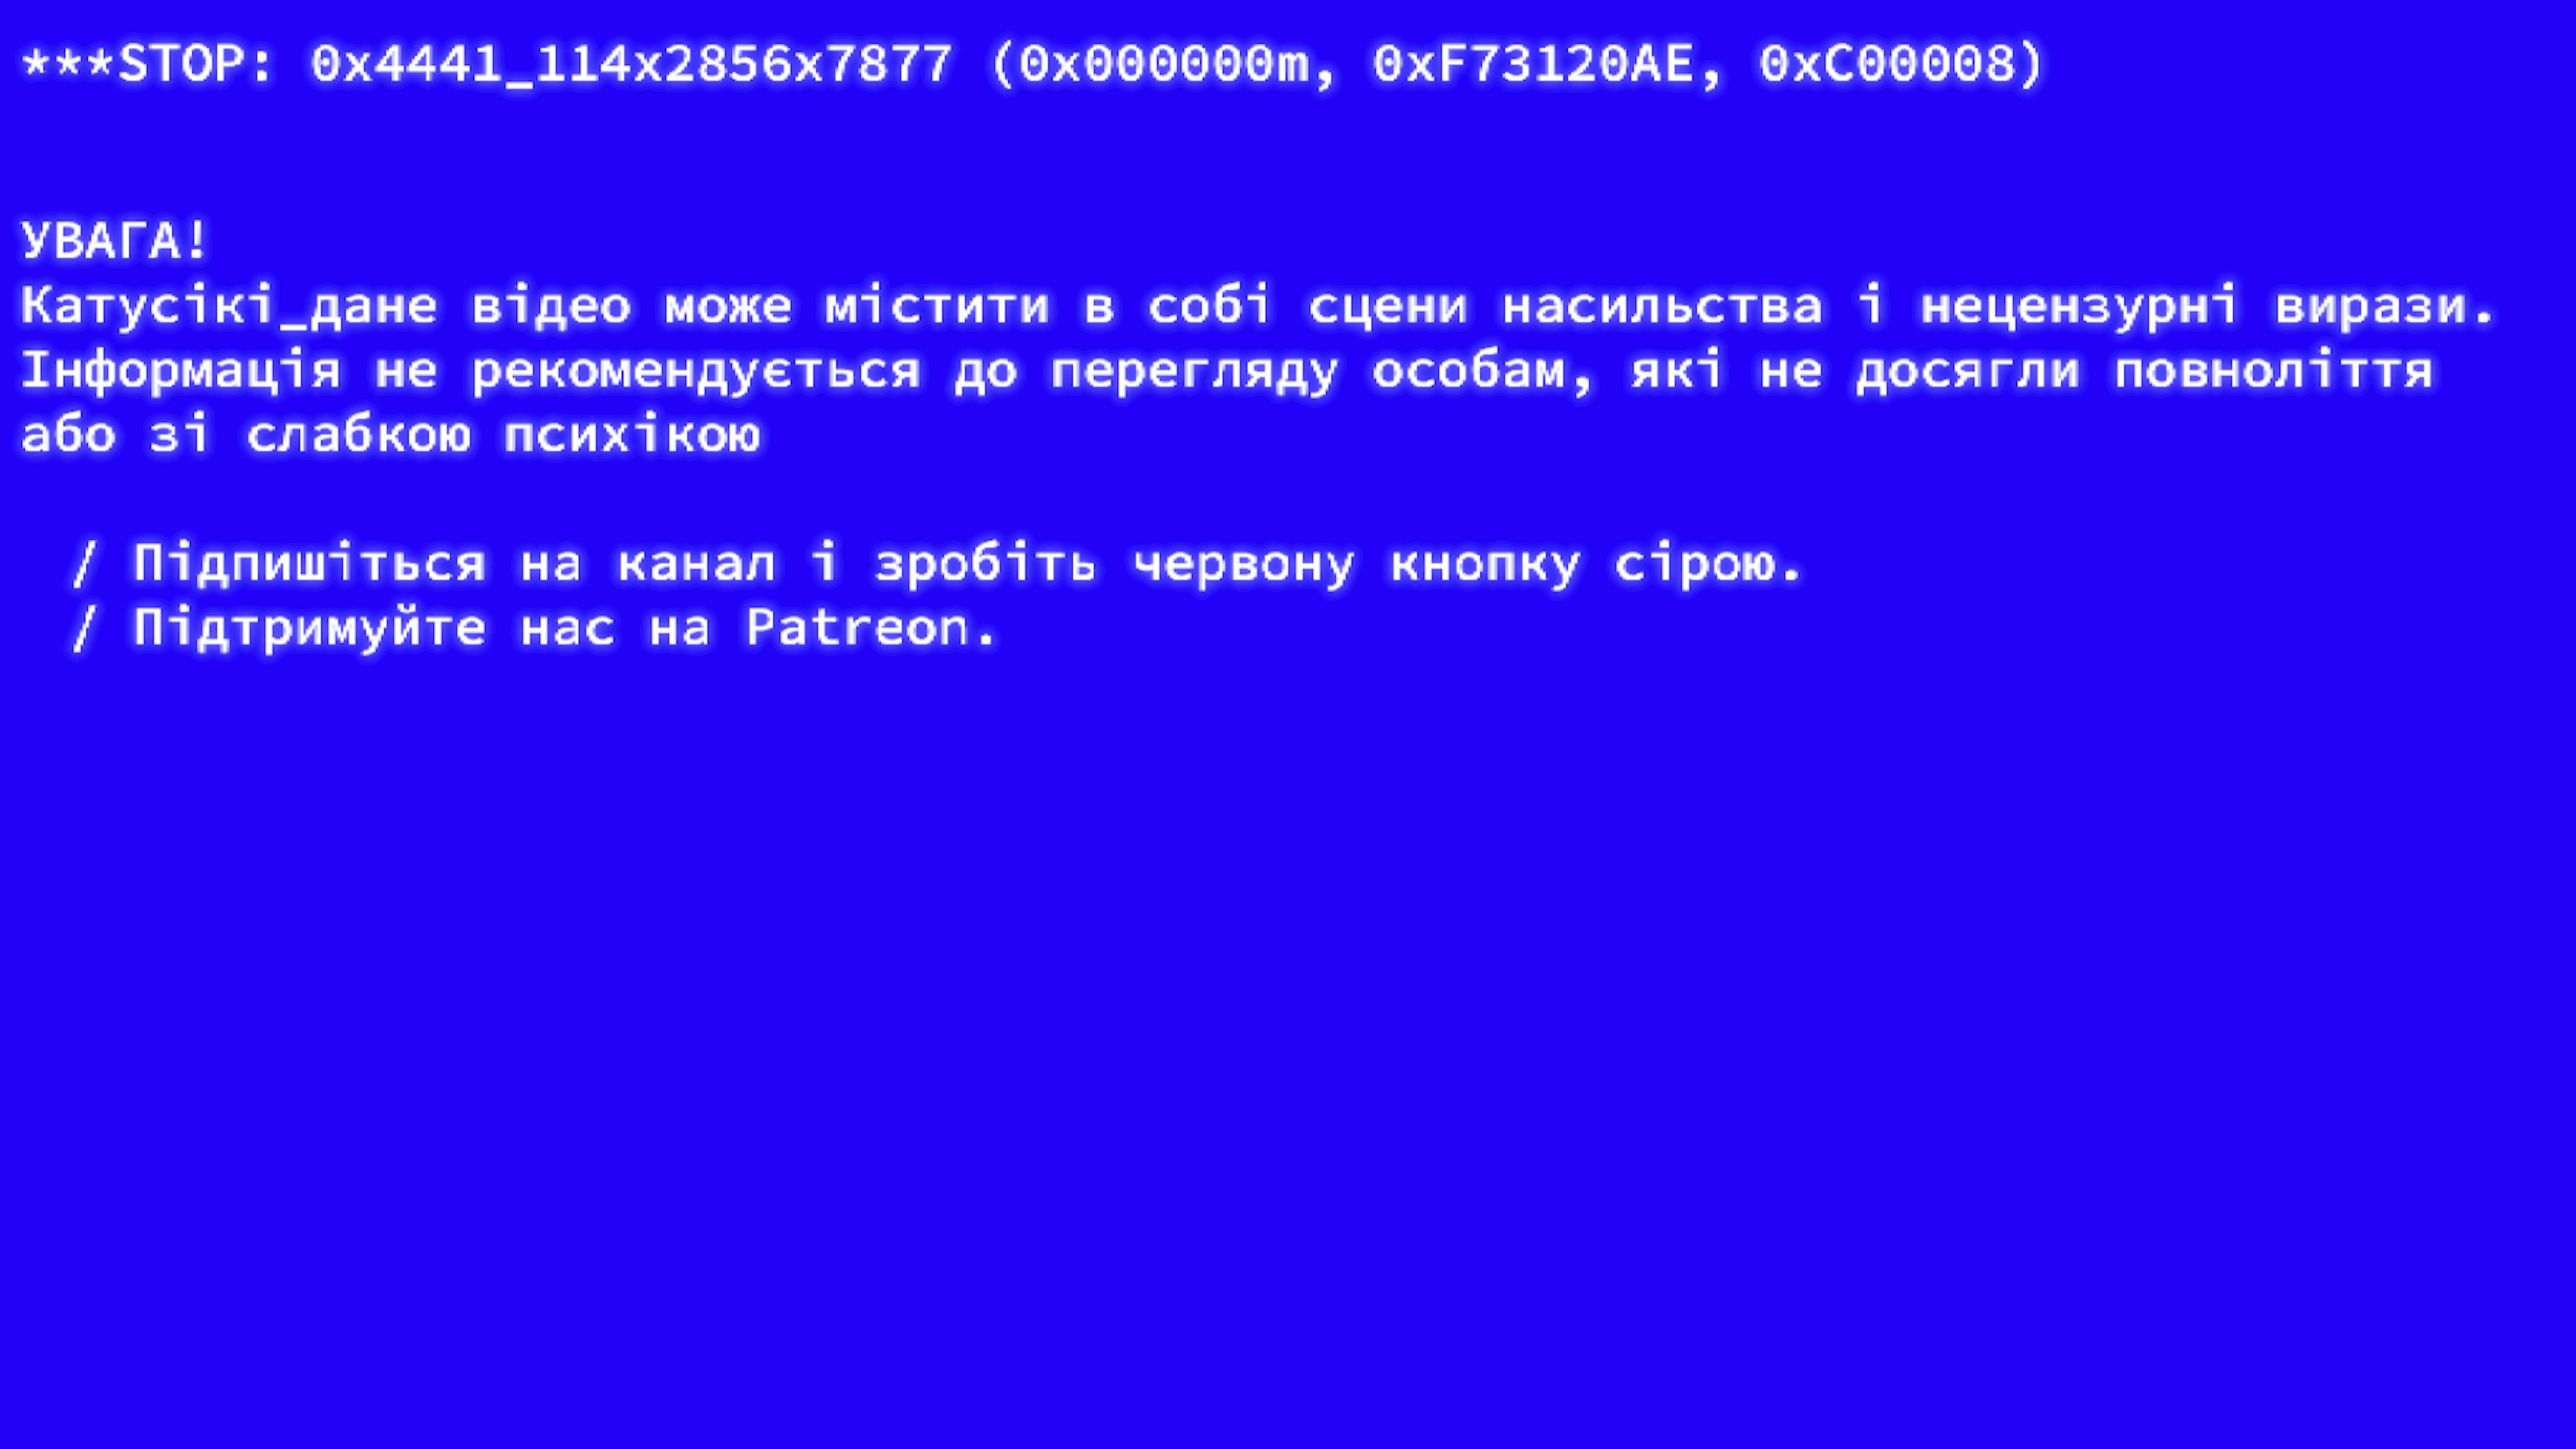 ***STOP: 0x4441_114x2856x7877 (0x000000m, 0xF73120AE, 0xC00008)
УВАГА!
Катусікі_дане відео може містити в собі сцени насильства і нецензурні вирази.
Інформація не рекомендується до перегляду особам, які не досягли повноліття
або зі слабкою психікою
/ Підпишіться на канал і зробіть червону кнопку сірою.
/ Підтримуйте нас на Patreon.